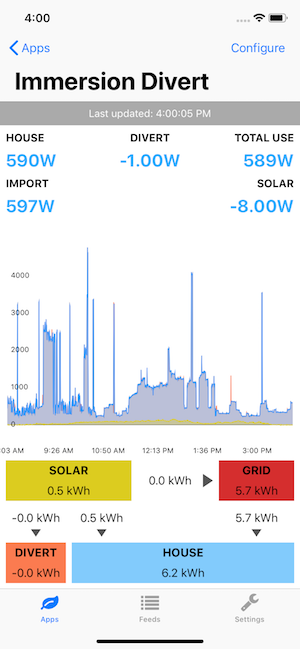 4:00
Apps
Configure
Immersion Divert
Last updated: 4:00:05 PM
HOUSE DIVERT TOTAL USE
590W -1.00W 589W
IMPORT SOLAR
597W -8.00W
4000
3000
2000
1000
0
:03 AM 9:26 AM 10:50 AM 12:13 PM 1:36 PM 3:00 PM
SOLAR GRID
0.5 kWh 0.0 kWh 5.7 kWh
-0.0 kWh 0.5 kWh 5.7 kWh
DIVERT HOUSE
-0.0 kWh 6.2 kWh
Apps Feeds Settings